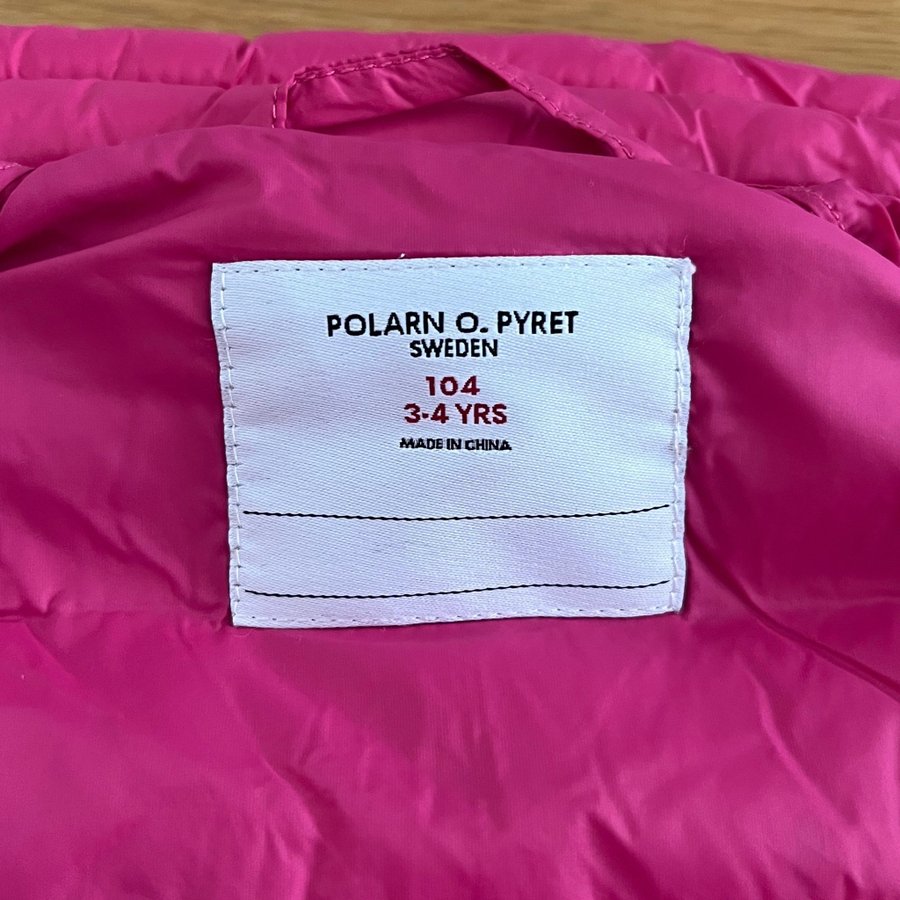 POLARN O. PYRET
SWEDEN
104
3-4 YRS
MADE IN CHINA